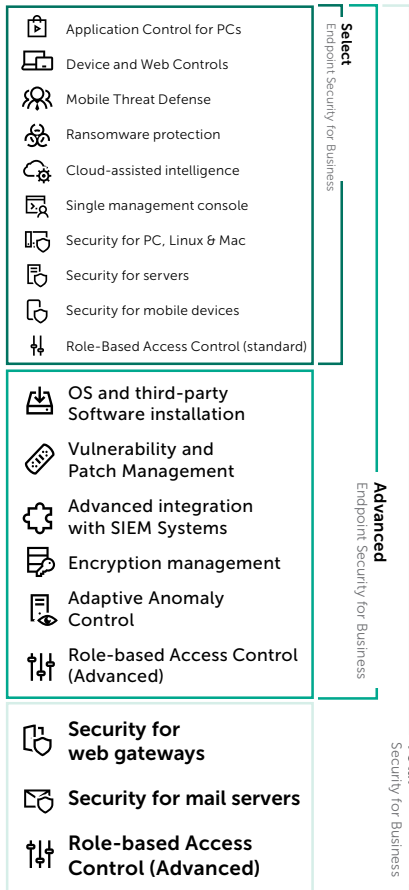 Application Control for PCs
Device and Web Controls
Mobile Threat Defense
Ransomware protection
Cloud-assisted intelligence
Single management console
Security for PC, Linux & Mac
Security for servers
Security for mobile devices
Role-Based Access Control (standard)
Select
Endpoint Security for Business
OS and third-party
Software installation
Vulnerability and
Patch Management
Advanced integration
with SIEM Systems
Encryption management
Adaptive Anomaly
Control
Role-based Access Control
(Advanced)
Advanced
Endpoint Security for Business
Security for
web gateways
Security for mail servers
Role-based Access
Control (Advanced)
Security for Business